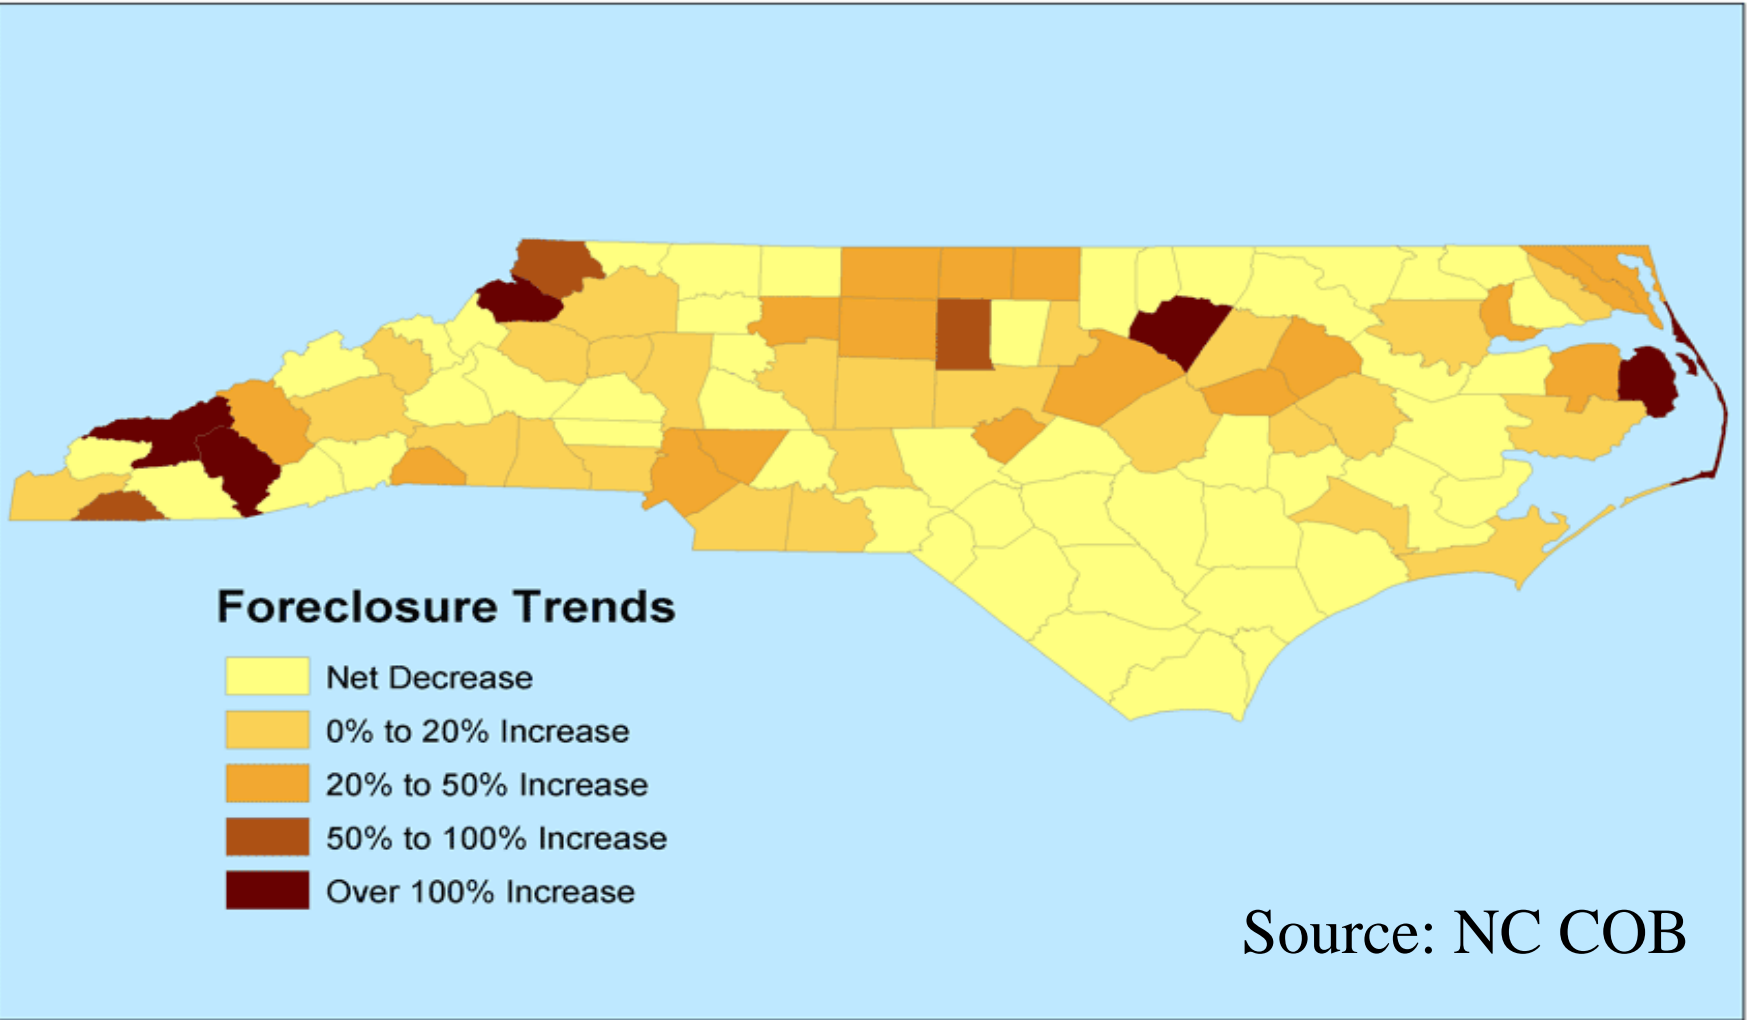 Foreclosure Trends
Net Decrease
0% to 20% Increase
20% to 50% Increase
50% to 100% Increase
Over 100% Increase
Source: NC COB